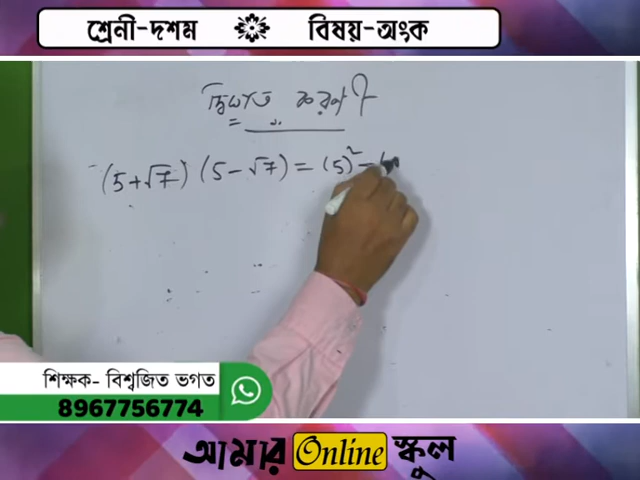 শ্রেনী-দশম বিষয়-অংক
দ্বিঘাত করণী
(5+√7) (5-√7) = (5)² - (
শিক্ষক- বিশ্বজিত ভগত
8967756774
আমার Online স্কুল